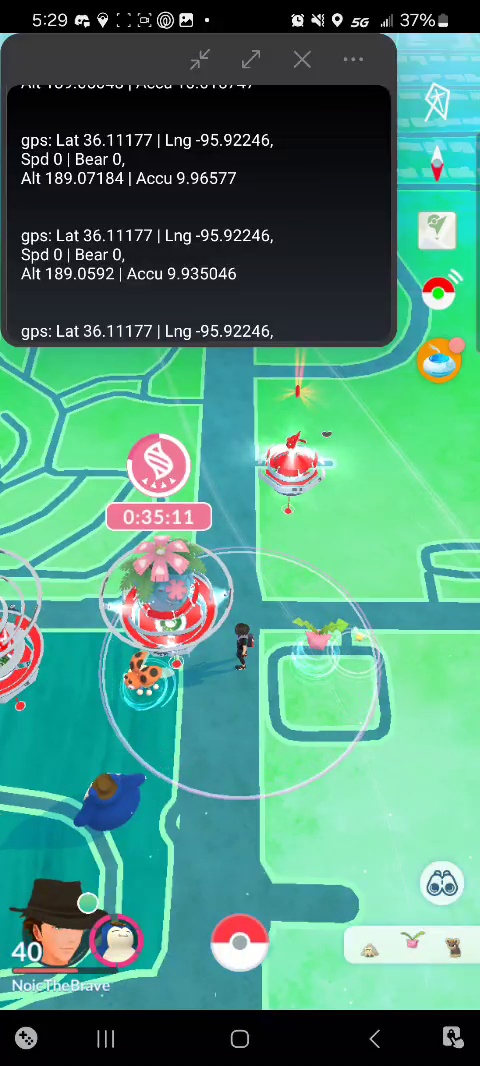 5:29
5G
37%
gps: Lat 36.11177 | Lng -95.92246,
Spd 0 | Bear 0,
Alt 189.07184 | Accu 9.96577
gps: Lat 36.11177 | Lng -95.92246,
Spd 0 | Bear 0,
Alt 189.0592 | Accu 9.935046
gps: Lat 36.11177 | Lng -95.92246,
0:35:11
40
NoicTheBrave